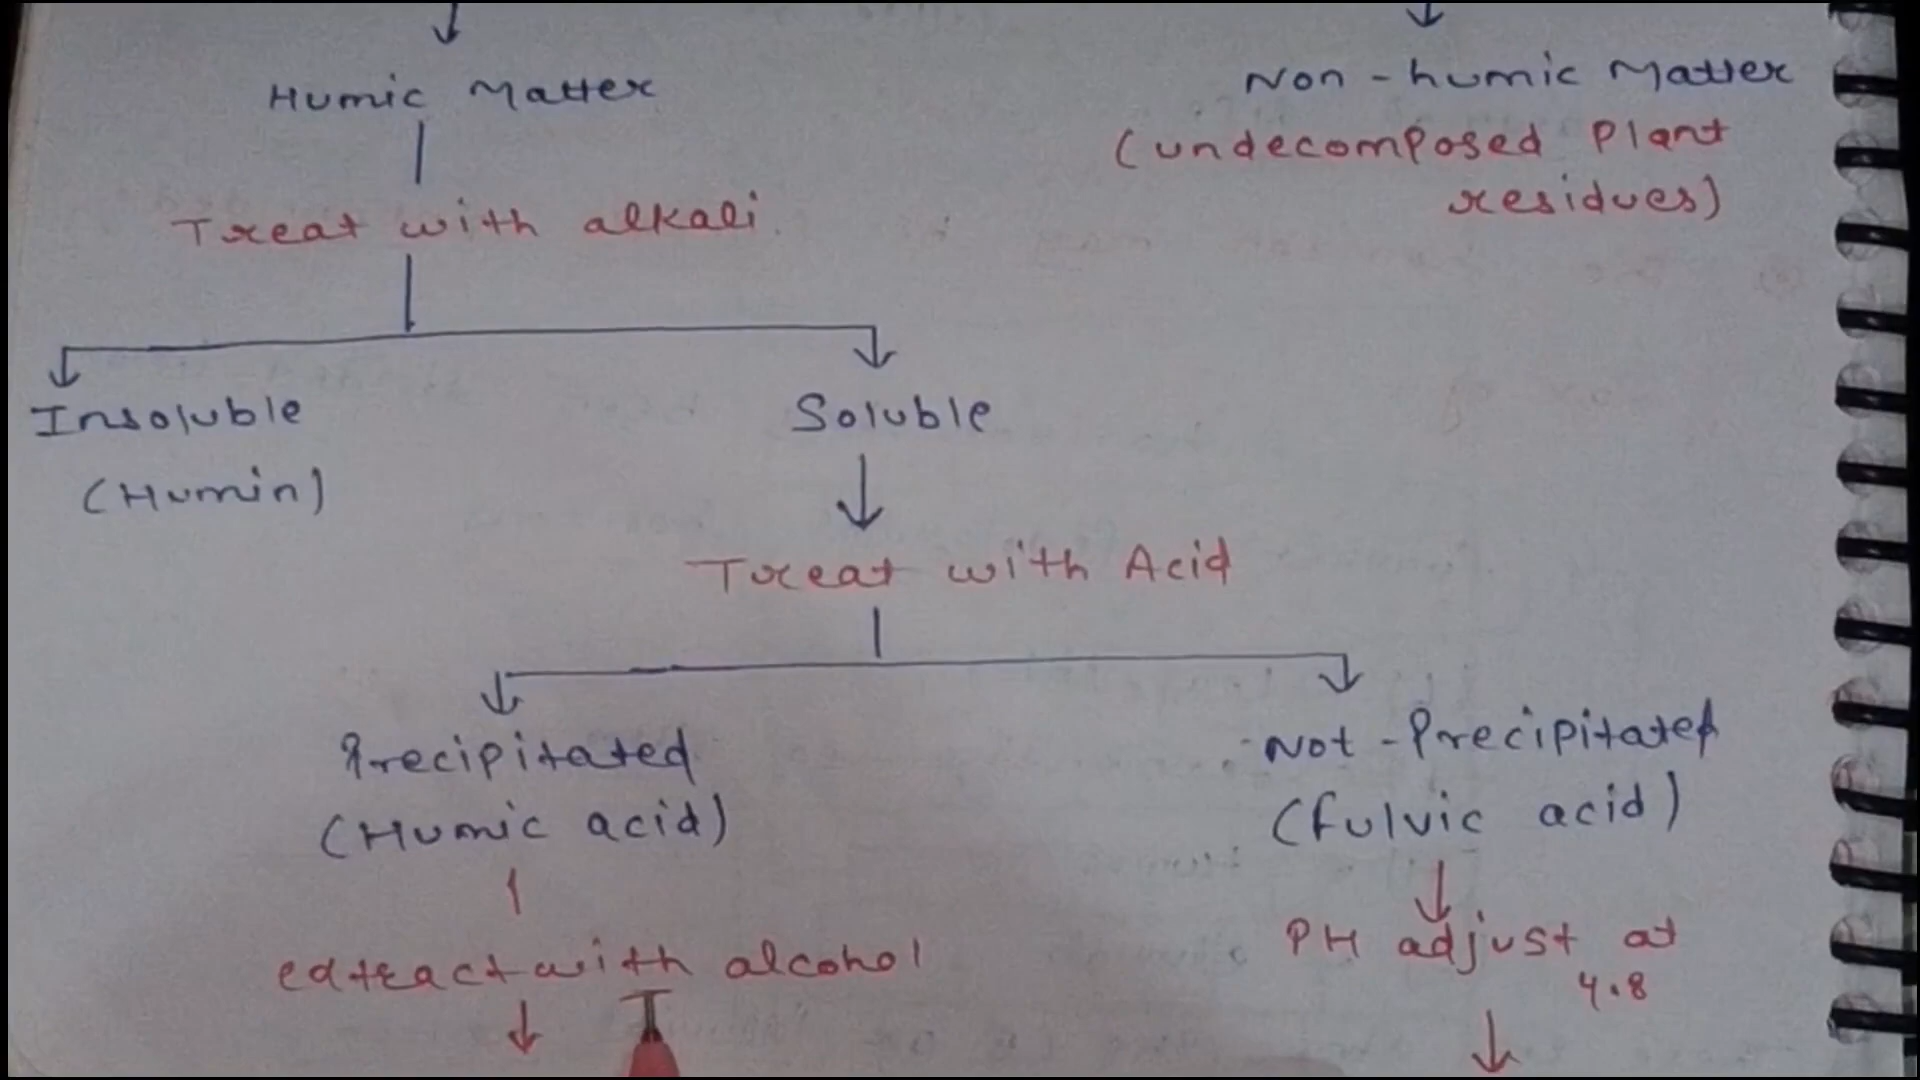 Humic Matter
Non-humic Matter
(undecomposed Plant
residues)
Treat with alkali
Insoluble
Soluble
(Humin)
Treat with Acid
Precipitated
Not-Precipitated
(Humic acid)
(fulvic acid)
extract with alcohol
PH adjust at
4.8